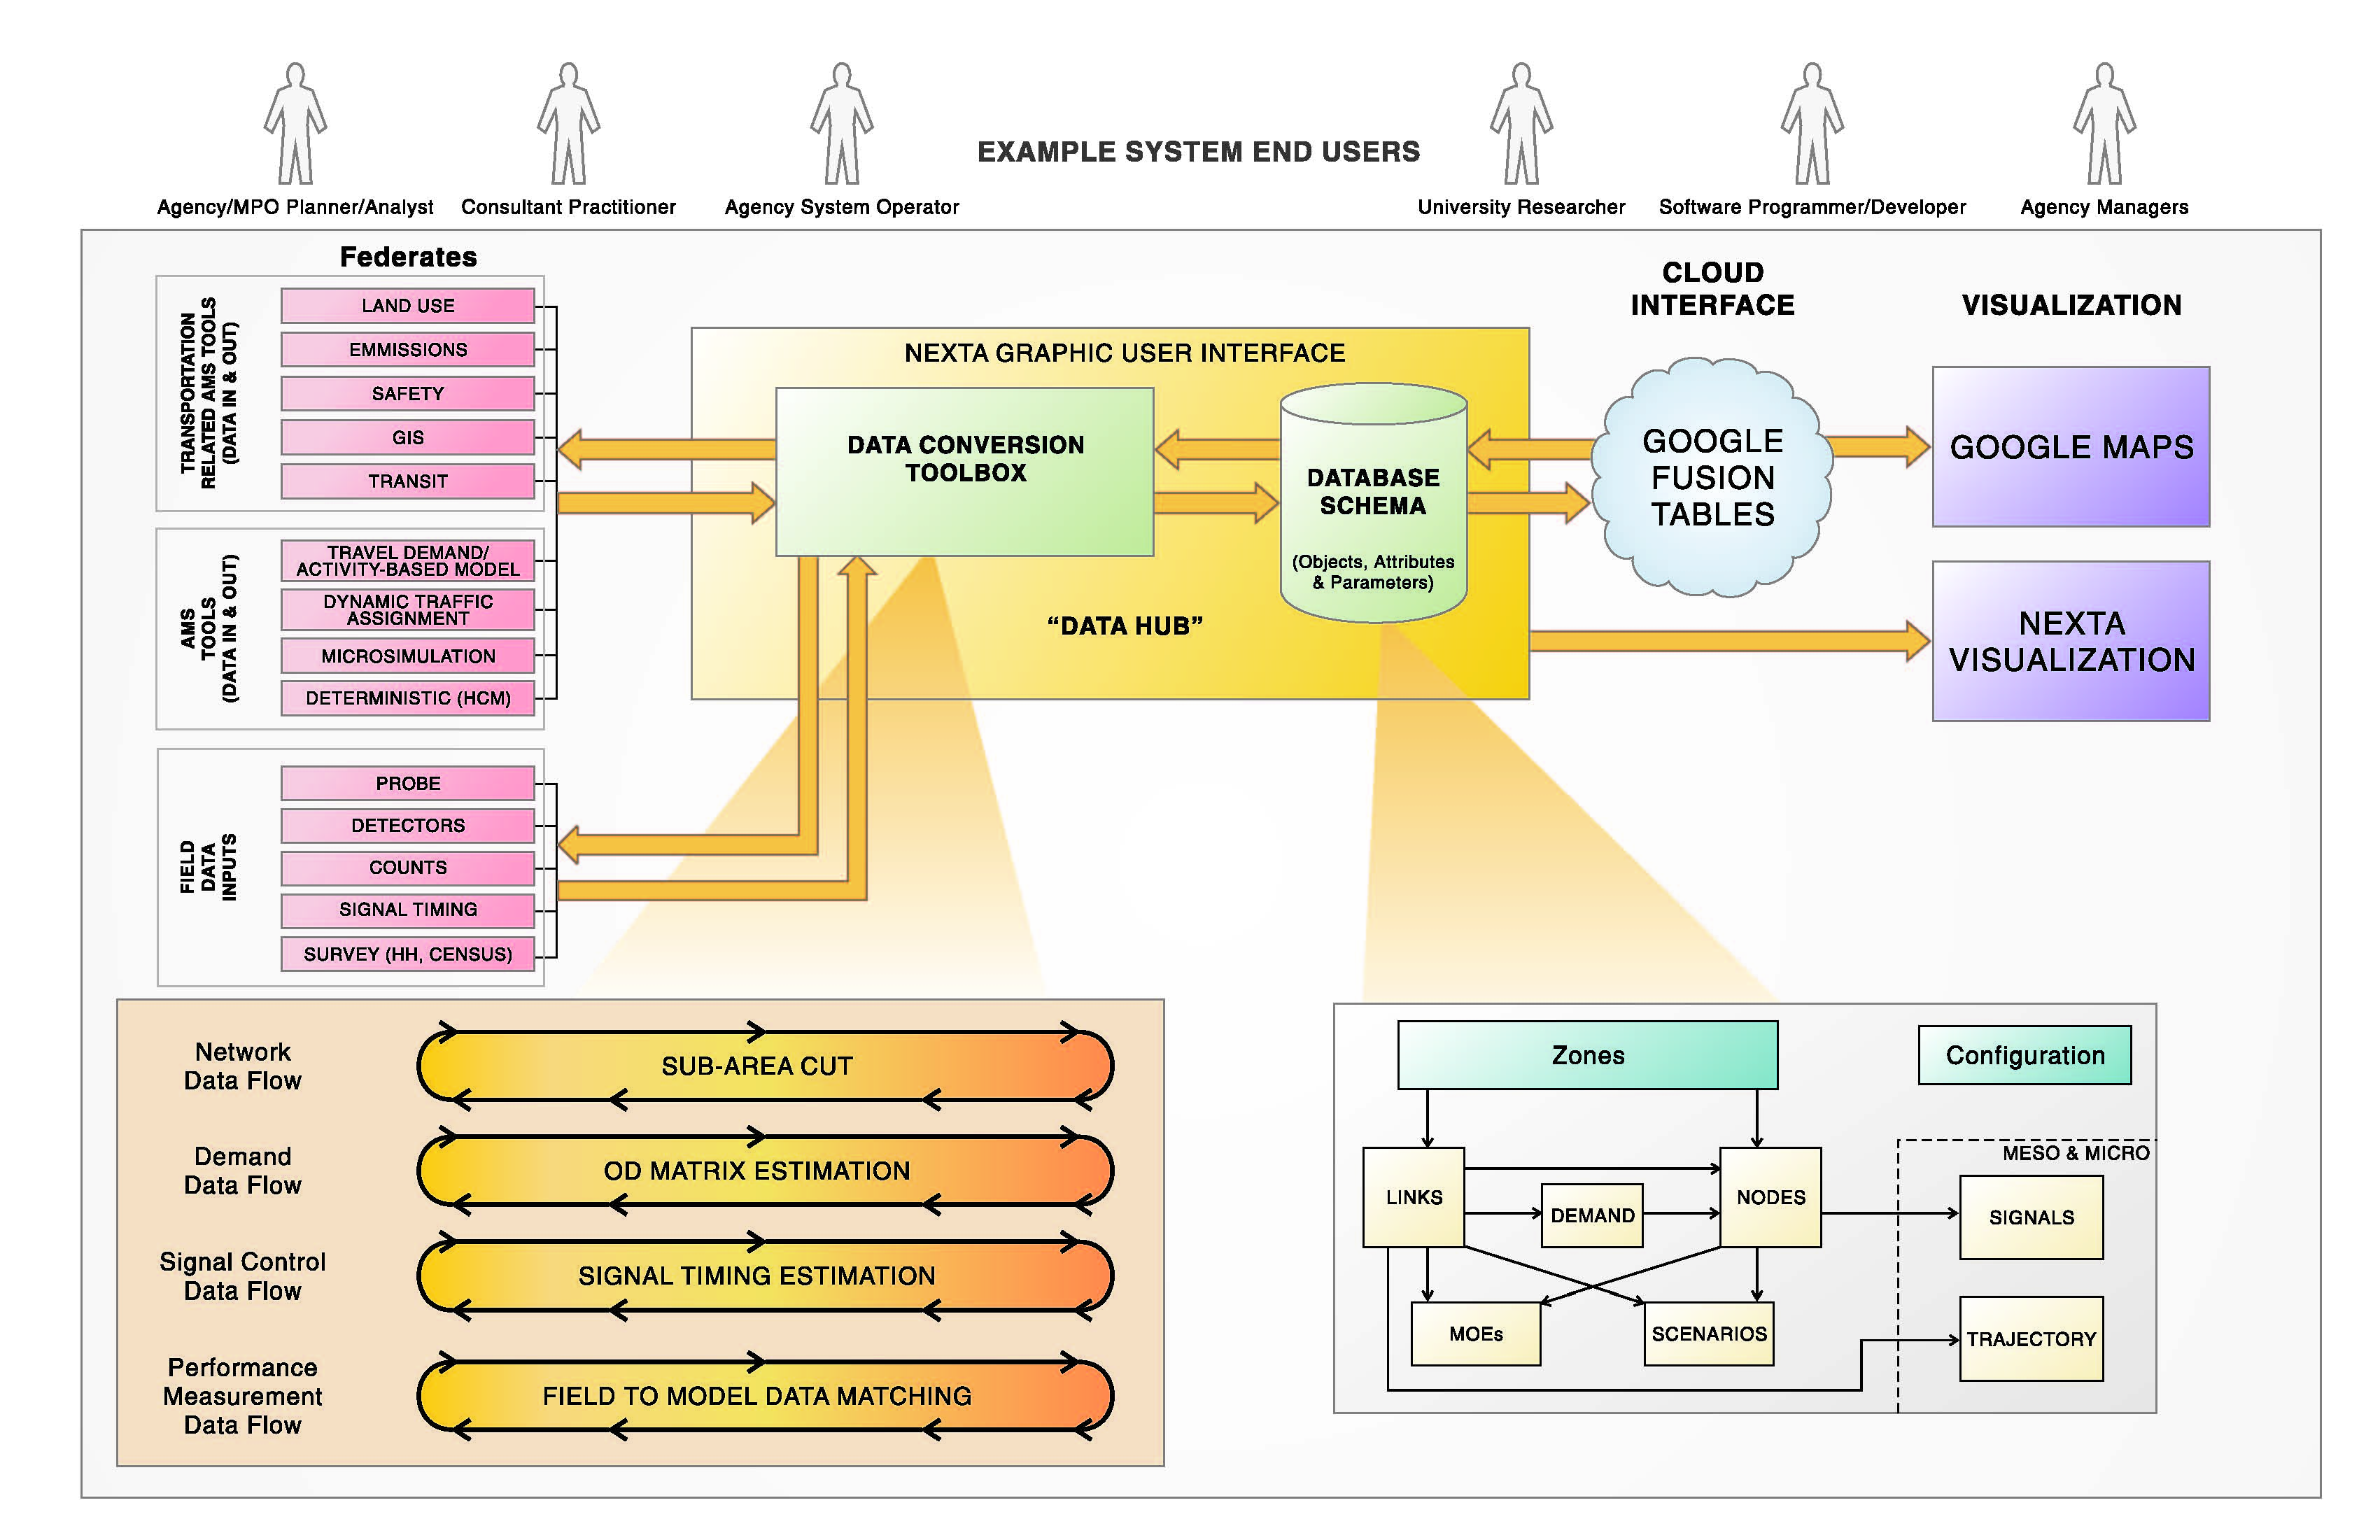 EXAMPLE SYSTEM END USERS
Agency/MPO Planner/Analyst
Consultant Practitioner
Agency System Operator
University Researcher
Software Programmer/Developer
Agency Managers
Federates
TRANSPORTATION
RELATED AMS TOOLS
(DATA IN & OUT)
LAND USE
EMMISSIONS
SAFETY
GIS
TRANSIT
AMS
TOOLS
(DATA IN & OUT)
TRAVEL DEMAND/
ACTIVITY-BASED MODEL
DYNAMIC TRAFFIC
ASSIGNMENT
MICROSIMULATION
DETERMINISTIC (HCM)
FIELD
DATA
INPUTS
PROBE
DETECTORS
COUNTS
SIGNAL TIMING
SURVEY (HH, CENSUS)
NEXTA GRAPHIC USER INTERFACE
DATA CONVERSION
TOOLBOX
DATABASE
SCHEMA
(Objects, Attributes
& Parameters)
“DATA HUB”
CLOUD
INTERFACE
GOOGLE
FUSION
TABLES
VISUALIZATION
GOOGLE MAPS
NEXTA
VISUALIZATION
Network
Data Flow
SUB-AREA CUT
Demand
Data Flow
OD MATRIX ESTIMATION
Signal Control
Data Flow
SIGNAL TIMING ESTIMATION
Performance
Measurement
Data Flow
FIELD TO MODEL DATA MATCHING
Zones
Configuration
MESO & MICRO
LINKS
DEMAND
NODES
SIGNALS
MOEs
SCENARIOS
TRAJECTORY